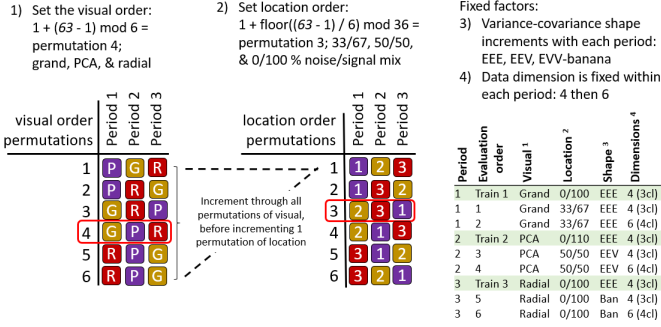 1) Set the visual order:
1 + (63 - 1) mod 6 =
permutation 4;
grand, PCA, & radial
2) Set location order:
1 + floor((63 - 1) / 6) mod 36 =
permutation 3; 33/67, 50/50,
& 0/100 % noise/signal mix
Fixed factors:
3) Variance-covariance shape
increments with each period:
EEE, EEV, EVV-banana
4) Data dimension is fixed within
each period: 4 then 6
visual order
permutations
Period 1
Period 2
Period 3
1 P G R
2 P R G
3 G R P
4 G P R
5 R P G
6 R P G
Increment through all
permutations of visual,
before incrementing 1
permutation of location
location order
permutations
Period 1
Period 2
Period 3
1 1 2 3
2 1 3 2
3 2 3 1
4 2 1 3
5 3 1 2
6 3 2 1
Period
Evaluation
order
Visual 1
Location 2
Shape 3
Dimensions 4
1 Train 1 Grand 0/100 EEE 4 (3cl)
1 1 Grand 33/67 EEE 4 (3cl)
1 2 Grand 33/67 EEE 6 (4cl)
2 Train 2 PCA 0/110 EEE 4 (3cl)
2 3 PCA 50/50 EEV 4 (3cl)
2 4 PCA 50/50 EEV 6 (4cl)
3 Train 3 Radial 0/100 EEE 4 (3cl)
3 5 Radial 0/100 Ban 4 (3cl)
3 6 Radial 0/100 Ban 6 (4cl)